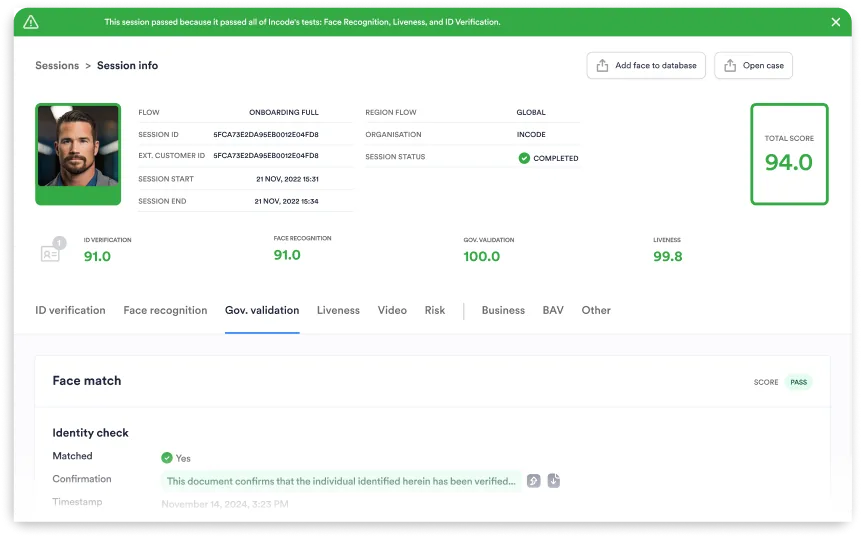 This session passed because it passed all of Incode's tests: Face Recognition, Liveness, and ID Verification.
Sessions > Session info
Add face to database
Open case
FLOW ONBOARDING FULL
SESSION ID 5FCA73E2DA95EB0012E04FD8
EXT. CUSTOMER ID 5FCA73E2DA95EB0012E04FD8
SESSION START 21 NOV, 2022 15:31
SESSION END 21 NOV, 2022 15:34
REGION FLOW GLOBAL
ORGANISATION INCODE
SESSION STATUS COMPLETED
TOTAL SCORE
94.0
1
ID VERIFICATION
91.0
FACE RECOGNITION
91.0
GOV. VALIDATION
100.0
LIVENESS
99.8
ID verification Face recognition Gov. validation Liveness Video Risk Business BAV Other
Face match
SCORE PASS
Identity check
Matched Yes
Confirmation This document confirms that the individual identified herein has been verified...
Timestamp November 14, 2024, 3:23 PM